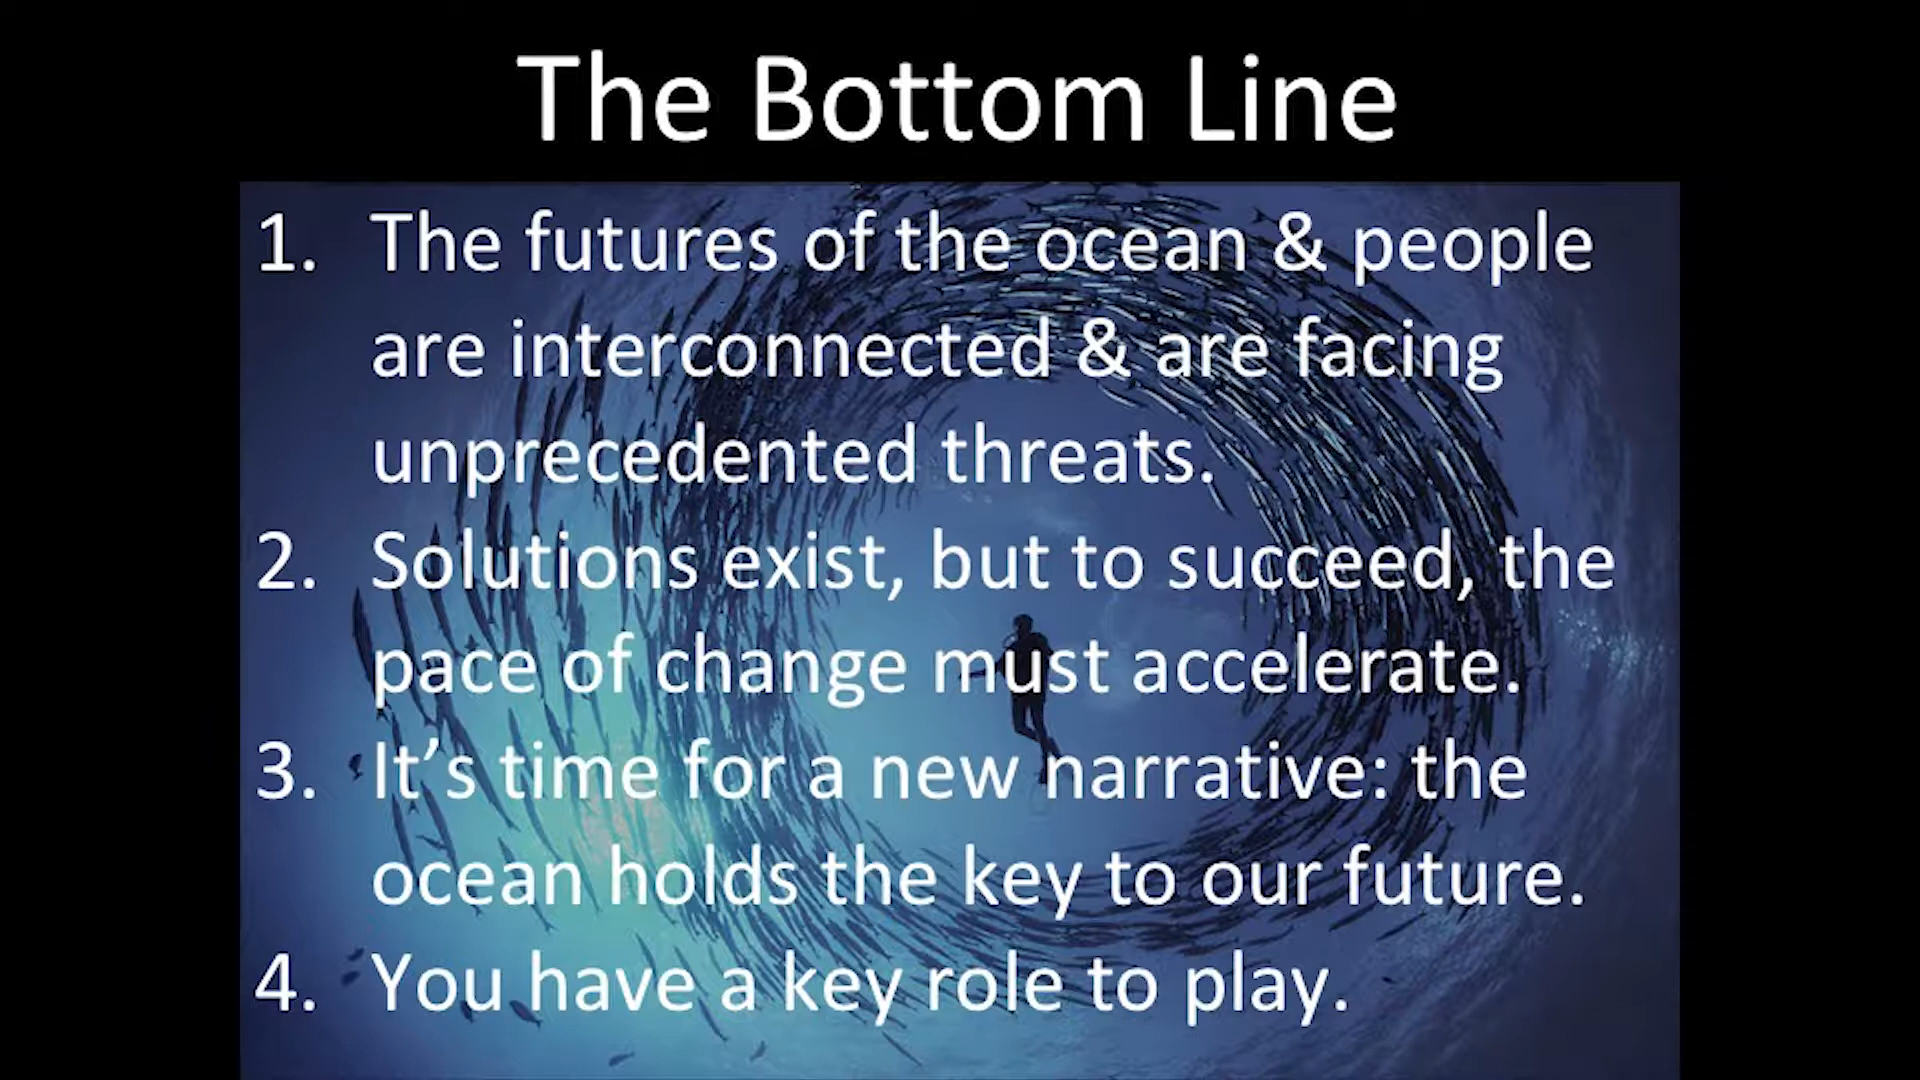 The Bottom Line
1. The futures of the ocean & people
are interconnected & are facing
unprecedented threats.
2. Solutions exist, but to succeed, the
pace of change must accelerate.
3. It’s time for a new narrative: the
ocean holds the key to our future.
4. You have a key role to play.